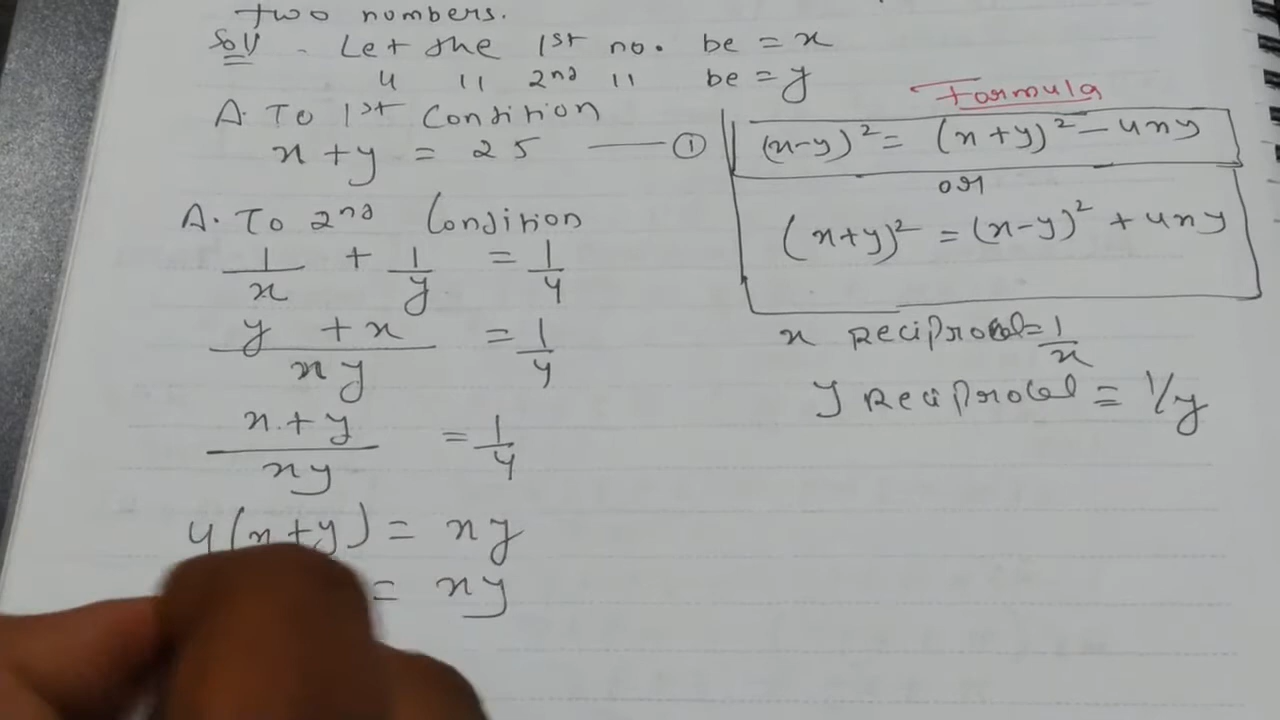 two numbers.
Sol - Let the 1st no. be = x
" " 2nd " be = y
A. To 1st Condition
x + y = 25 —— ①
A. To 2nd Condition
1/x + 1/y = 1/4
y + x / xy = 1/4
x + y / xy = 1/4
4(x+y) = xy
= xy
Formula
(x-y)² = (x+y)² - 4xy
or
(x+y)² = (x-y)² + 4xy
x Reciprocal = 1/x
y Reciprocal = 1/y